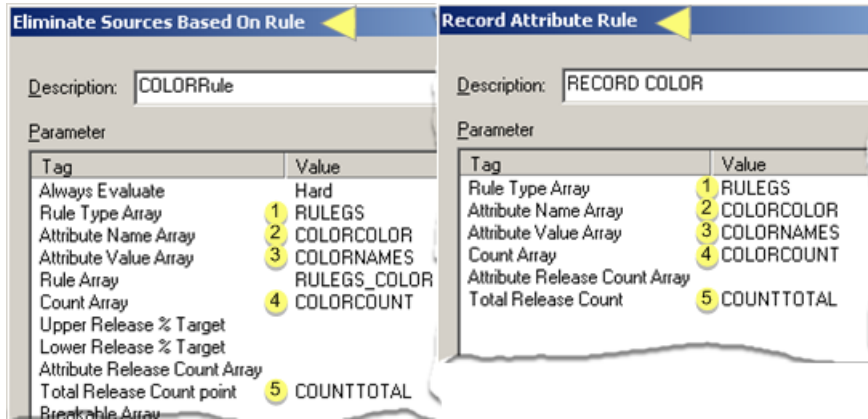 Eliminate Sources Based On Rule
Description: COLORRule
Parameter
Tag Value
Always Evaluate Hard
Rule Type Array 1 RULEGS
Attribute Name Array 2 COLORCOLOR
Attribute Value Array 3 COLORNAMES
Rule Array RULEGS_COLOR
Count Array 4 COLORCOUNT
Upper Release % Target
Lower Release % Target
Attribute Release Count Array
Total Release Count point 5 COUNTTOTAL
Breakable Array
Record Attribute Rule
Description: RECORD COLOR
Parameter
Tag Value
Rule Type Array 1 RULEGS
Attribute Name Array 2 COLORCOLOR
Attribute Value Array 3 COLORNAMES
Count Array 4 COLORCOUNT
Attribute Release Count Array
Total Release Count 5 COUNTTOTAL